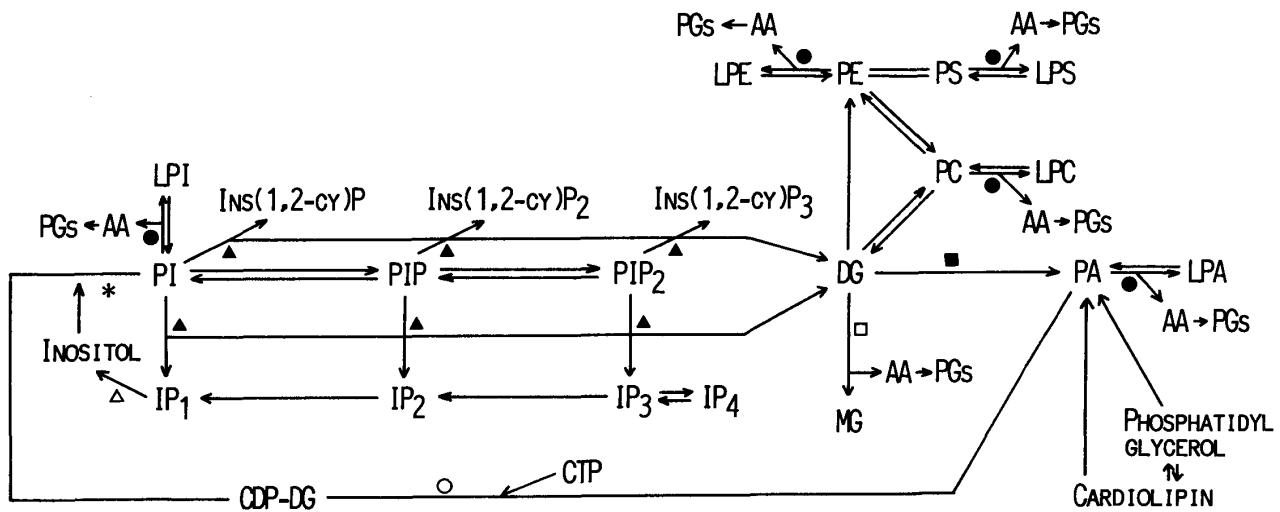 PGs AA AA PGs
LPE PE PS LPS
LPI PC LPC
INS(1,2-CY)P INS(1,2-CY)P2 INS(1,2-CY)P3
PGs AA AA PGs
PI PIP PIP2 DG PA LPA
*
AA PGs
INOSITOL
AA PGs
IP1 IP2 IP3 IP4
MG PHOSPHATIDYL
GLYCEROL
CTP
CDP-DG CARDIOLIPIN